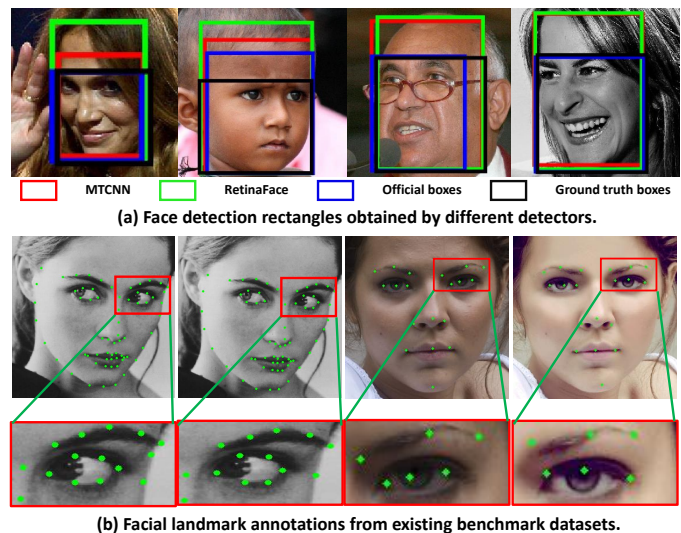 MTCNN RetinaFace Official boxes Ground truth boxes
(a) Face detection rectangles obtained by different detectors.
(b) Facial landmark annotations from existing benchmark datasets.